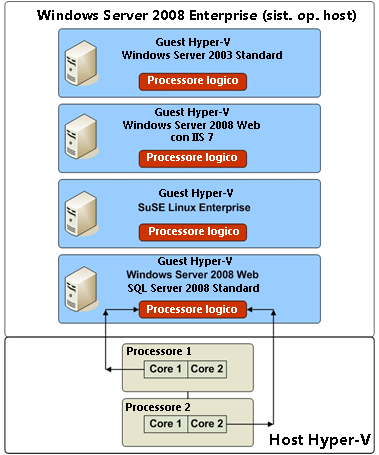 Windows Server 2008 Enterprise (sist. op. host)
Guest Hyper-V
Windows Server 2003 Standard
Processore logico
Guest Hyper-V
Windows Server 2008 Web
con IIS 7
Processore logico
Guest Hyper-V
SuSE Linux Enterprise
Processore logico
Guest Hyper-V
Windows Server 2008 Web
SQL Server 2008 Standard
Processore logico
Processore 1
Core 1 Core 2
Processore 2
Core 1 Core 2
Host Hyper-V